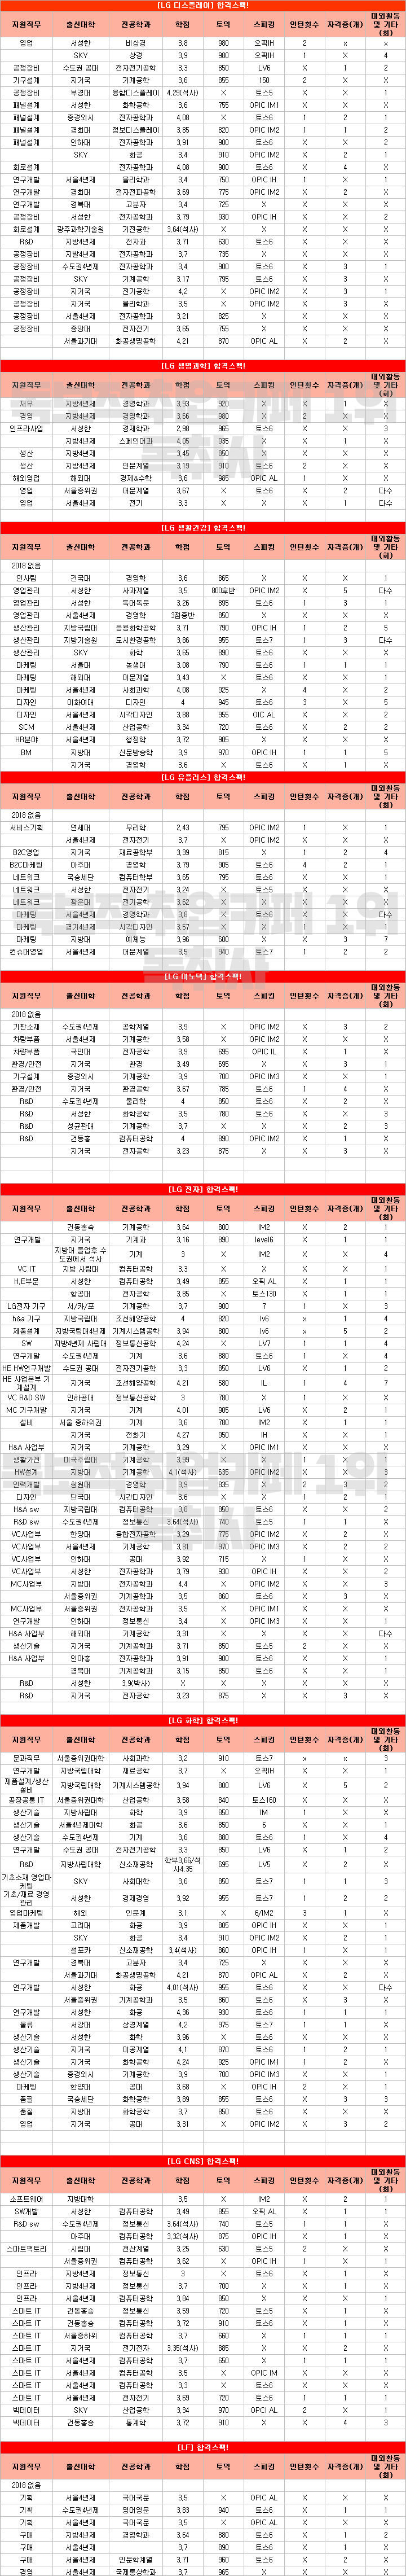 [LG 디스플레이] 합격스펙!
지원직무 출신대학 전공학과 학점 토익 스피킹 인턴횟수 자격증(개) 대외활동 및 기타(회)
영업 서성한 비상경 3,8 980 오픽IH 2 x x
SKY 상경 3,9 980 오픽IH 1 X 4
공정장비 수도권 공대 전자전기공학 3,3 850 LV6 X 1 2
기구설계 지거국 기계공학 3,6 855 150 2 X X
공정장비 부경대 융합디스플레이 4,29(석사) X 토스5 X X 1
패널설계 서성한 화학공학 3,6 755 OPIC IM1 X X X
패널설계 중경외시 전자공학과 4,08 X 토스6 1 2 1
패널설계 경희대 정보디스플레이 3,85 820 OPIC IM2 1 1 2
패널설계 인하대 전자공학과 3,91 900 토스6 X X 2
SKY 화공 3,4 910 OPIC IM2 X 2 1
회로설계 전자공학과 4,08 900 토스6 X 4 X
연구개발 서울4년제 물리학과 3,4 750 OPIC IH 1 X 1
연구개발 경희대 전자전파공학 3,69 775 OPIC IM2 X 2 X
연구개발 경북대 고분자 3,4 725 X X X X
공정장비 서성한 전자공학과 3,79 930 OPIC IH X X 2
회로설계 광주과학기술원 기전공학 3,64(석사) X X X X X
R&D 지방4년제 전자과 3,71 630 토스6 X X X
공정장비 지발4년제 전자공학과 3,7 735 X X X X
공정장비 수도권4년제 전자공학과 3,4 900 토스6 X 3 1
공정장비 SKY 기계공학 3,17 795 토스6 X 3 X
공정장비 지거국 전기공학 4,2 X OPIC IM2 X 3 1
공정장비 지거국 물리학과 3,5 X OPIC IM2 X 3 X
공정장비 서울4년제 전자공학과 3,21 825 X X X X
공정장비 중앙대 전자전기 3,65 755 X X X X
서울과기대 화공생명공학 4,21 870 OPIC AL X 2 X
[LG 생명과학] 합격스펙!
지원직무 출신대학 전공학과 학점 토익 스피킹 인턴횟수 자격증(개) 대외활동 및 기타(회)
재무 지방4년제 경영학과 3,93 920 X X 1 X
경영 지방4년제 경영학과 3,66 980 X 2 X X
인프라사업 서성한 경제학과 2,98 965 토스6 X X 3
지방4년제 스페인어과 4,05 935 X X 1 X
생산 지방4년제 3,45 850 X X X X
생산 지방4년제 인문계열 3,19 910 토스6 2 X X
해외영업 해외대 경제&수학 3,6 985 OPIC AL 1 X X
영업 서울중위권 어문계열 3,67 X 토스6 X 2 다수
영업 서울4년제 전기 3,3 X X X 1 다수
[LG 생활건강] 합격스펙!
지원직무 출신대학 전공학과 학점 토익 스피킹 인턴횟수 자격증(개) 대외활동 및 기타(회)
2018 없음
인사팀 건국대 경영학 3,6 865 X X X 1
영업관리 서성한 사과계열 3,5 800후반 OPIC IM2 X 5 다수
영업관리 서성한 독어독문 3,26 895 토스6 1 3 1
영업관리 서울4년제 경영학 3점중반 850 X X X X
생산관리 지방국립대 응용화학공학 3,71 790 OPIC IH 1 2 5
생산관리 지방기술원 도시환경공학 3,86 955 토스7 1 3 다수
생산관리 SKY 화학 3,65 890 토스6 X X X
마케팅 서울대 농생대 3,08 790 토스6 1 1 1
마케팅 해외대 어문계열 3,43 X 토스6 X X 1
마케팅 서울4년제 사회과학 4,08 925 X 4 X 2
디자인 이화여대 디자인 4 945 토스6 3 X 5
디자인 서울4년제 시각디자인 3,88 955 OIC AL X X 2
SCM 서울4년제 산업공학 3,34 720 토스6 X 2 2
HR분야 서울4년제 행정학 3,72 905 X X X X
BM 지방대 신문방송학 3,9 970 OPIC IH 1 1 5
지거국 경영학 3,6 X 토스6 X 1 X
[LG 유플러스] 합격스펙!
지원직무 출신대학 전공학과 학점 토익 스피킹 인턴횟수 자격증(개) 대외활동 및 기타(회)
2018 없음
서비스기획 연세대 무리학 2,43 795 OPIC IM2 1 X 1
서울4년제 전자전기 3,7 X OPIC IM2 X X X
B2C영업 지거국 재료공학부 3,39 815 X 1 2 4
B2C마케팅 아주대 경영학 3,79 905 토스6 4 2 1
네트워크 국숭세단 컴퓨터학부 3,65 795 토스6 X X 1
네트워크 서성한 전자전기 3,24 X 토스5 X X X
네트워크 광운대 전기공학 3,62 X X X X X
마케팅 서울4년제 경영학과 3,8 X 토스6 X X 다수
마케팅 경기4년제 시각디자인 3,57 X X 1 X 1
마케팅 지방대 예체능 3,96 600 X X 3 7
컨슈머영업 서울4년제 어문계열 3,5 940 토스7 1 2 2
[LG 이노텍] 합격스펙!
지원직무 출신대학 전공학과 학점 토익 스피킹 인턴횟수 자격증(개) 대외활동 및 기타(회)
2018 없음
기판소재 수도권4년제 공학계열 3,9 X OPIC IM2 X 3 2
차량부품 서울4년제 기계공학 3,58 X OPIC IM2 X X X
차량부품 국민대 전자공학 3,9 695 OPIC IL X 1 X
환경/안전 지거국 환경 3,49 695 X X 3 1
기구설계 중경외시 기계공학 3,9 700 OPIC IM3 X X 1
환경/안전 지거국 환경공학 3,67 785 토스6 1 4 X
R&D 수도권4년제 물리학 4 850 토스6 X 2 X
R&D 서성한 화학공학 3,5 780 토스6 X X 3
R&D 성균관대 기계공학 3,7 X X X 2 3
R&D 건동홍 컴퓨터공학 4 890 OPIC IM2 X 1 X
지거국 전자공학 3,23 875 X X 3 X
[LG 전자] 합격스펙!
지원직무 출신대학 전공학과 학점 토익 스피킹 인턴횟수 자격증(개) 대외활동 및 기타(회)
건동홍숙 기계공학 3,64 800 IM2 X 2 1
연구개발 지거국 기계과 3,16 890 level6 X 1 1
지방대 졸업후 수도권에서 석사 기계 3 X IM2 X X 4
VC IT 지방 사립대 컴퓨터공학 3,3 X X X X 1
H,E부문 서성한 컴퓨터공학 3,49 855 오픽 AL X 1 1
항공대 전자공학 3,85 X 토스130 X 1 1
LG전자 기구 서/카/포 기계공학 3,7 900 7 1 X 3
h&a 기구 지방국립대 조선해양공학 4 820 lv6 x 1 4
제품설계 지방국립대4년제 기계시스템공학 3,94 800 lv6 x 5 2
SW 지방4년제 사립대 정보통신공학 4,24 X LV7 1 1 4
연구개발 수도권4년제 기계 3,6 880 토스6 X X 4
HE HW연구개발 수도권 공대 전자전기공학 3,3 850 LV6 X 1 2
HE 사업본부 기계설계 지거국 조선해양공학 4,21 580 IL 1 4 7
VC R&D SW 인하공대 정보통신공학 3 780 X 1 X X
MC 기구개발 지거국 기계 4,01 905 LV6 X 2 1
설비 서울 중하위권 기계 3,6 780 IM2 X 1 1
지거국 전화기 4,27 950 IH X X 1
H&A 사업부 지거국 기계공학 3,29 X OPIC IM1 X X X
생활가전 미국주립대 기계공학 3,99 X X 1 X 1
HW설계 지방대 기계공학 4,1(석사) 635 OPIC IM2 X X 3
인력개발 창원대 경영학 3,9 835 X 2 3 2
디자인 단국대 시간디자인 3,6 X X 1 2 1
H&A sw 지방국립대 컴퓨터공학 3,8 850 토스6 X X 2
R&D sw 수도권4년제 정보통신 3,64(석사) 740 토스5 1 1 X
VC사업부 한양대 융합전자공학 3,29 775 OPIC IM2 X 2 X
VC사업부 서울4년제 기계공학 3,81 970 OPIC IM3 X 2 2
VC사업부 인하대 공대 3,92 715 X 1 X X
VC사업부 서성한 전자공학과 3,79 930 OPIC IH X X 2
MC사업부 지방대 전자공학과 4,4 X OPIC IM2 X X 3
서울중위권 기계공학과 3,5 860 토스6 X 3 X
MC사업부 서울중위권 전자공학과 3,5 X OPIC IM1 X X X
연구개발 인하대 정보통신 3,4 X OPIC IM3 X X 1
H&A 사업부 해외대 기계공학 3,31 X X X X 다수
생산기술 지거국 기계공학과 3,71 850 토스5 2 X X
H&A 사업부 인아홍 전자공학과 3,91 900 토스6 X X 1
경북대 기계공학과 3,15 850 토스6 X X 1
R&D 서성한 3,9(박사) X X X X X
R&D 지거국 전자공학 3,23 875 X X 3 X
[LG 화학] 합격스펙!
지원직무 출신대학 전공학과 학점 토익 스피킹 인턴횟수 자격증(개) 대외활동 및 기타(회)
문과직무 서울중위권대학 사회과학 3,2 910 토스7 x x 3
연구개발 지방국립대학 재료공학 3,7 X 오픽IH X X 1
제품설계/생산설비 지방국립대학 기계시스템공학 3,94 800 LV6 X 5 2
공장공통 IT 서울중위권대학 산업공학 3,58 840 토스160 X X X
생산기술 지방사립대 화학 3,9 850 IM 1 X X
생산기술 서울4년제대학 화공 3,6 850 6 X X 1
생산기술 수도권4년제 기계 3,6 880 토스6 1 X 4
연구개발 수도권 공대 전자전기공학 3,3 850 LV6 X 1 2
R&D 지방사립대학 신소재공학 학부3,66/석사4,35 695 LV5 X 2 X
기초소재 영업마케팅 SKY 사회대학 3,6 850 토스7 1 1 3
기초/재료 경영관리 서성한 경제경영 3,92 955 토스7 1 2 2
영업마케팅 해외 인문계 3,1 X 6/IM2 3 1 X
제품개발 고려대 화공 3,9 805 OPIC IH X X 1
SKY 화공 3,4 910 OPIC IM2 X 2 1
설포카 신소재공학 3,4(석사) 860 OPIC IH 1 X 1
연구개발 경북대 고분자 3,4 725 X X X X
서울과기대 화공생명공학 4,21 870 OPIC AL X 2 X
연구개발 서성한 화공 4,01(석사) 955 토스6 X X 다수
서울중위권 기계공학과 3,5 860 토스6 X 3 X
연구개발 서성한 화공 4,36 930 토스6 1 1 1
물류 서강대 상경계열 4,2 975 토스7 1 1 X
생산기술 서성한 화학 3,96 X 토스6 X X X
생산기술 지거국 이공계열 4,1 870 토스6 1 2 1
생산기술 지거국 화학공학 4,24 925 OPIC IM1 1 2 X
생산기술 중경외시 기계공학 3,9 700 OPIC IM3 X X 1
마케팅 한양대 공대 3,68 X OPIC IH 2 X 1
품질 국숭세단 화학공학 3,89 855 토스6 X 3 3
품질 지방대 화학공학 3,7 850 토스6 X X X
영업 지거국 공대 3,31 X OPIC IM2 X 3 2
[LG CNS] 합격스펙!
지원직무 출신대학 전공학과 학점 토익 스피킹 인턴횟수 자격증(개) 대외활동 및 기타(회)
소프트웨어 지방대학 3,5 X IM2 X 2 1
SW개발 서성한 컴퓨터공학 3,49 855 오픽 AL X 1 1
R&D sw 수도권4년제 정보통신 3,64(석사) 740 토스5 1 1 X
아주대 컴퓨터공학 3,32(석사) 875 OPIC IH X 1 X
스마트팩토리 시립대 전산계열 3,25 630 토스5 2 X X
서울중위권 컴퓨터공학 3,62 X OPIC IH 1 X 1
인프라 지방4년제 정보통신 3 X 토스6 X 1 X
인프라 지방4년제 정보통신 3,7 700 X X 1 X
인프라 서울4년제 컴퓨터공학 3,84 850 X X X 1
스마트 IT 건동홍숭 정보통신 3,59 720 토스5 X 1 X
스마트 IT 건동홍숭 컴퓨터공학 3,72 910 토스6 X 1 X
스마트 IT 서울중하위 컴퓨터공학 3,7 660 X 1 1 1
스마트 IT 지거국 전기전자 3,35(석사) 885 X X 2 X
스마트 IT 서울4년제 컴퓨터공학 3,7 650 X 1 1 1
스마트 IT 서울4년제 컴퓨터공학 3,5 X OPIC IM X X X
스마트 IT 서울4년제 컴퓨터공학 3,3 X 토스6 X X X
스마트 IT 서울4년제 전자전기 3,69 720 토스6 1 1 1
빅데이터 SKY 산업공학 3,34 970 OPCI AL 2 X 1
빅데이터 건동홍숭 통계학 3,72 910 X X 4 3
[LF] 합격스펙!
지원직무 출신대학 전공학과 학점 토익 스피킹 인턴횟수 자격증(개) 대외활동 및 기타(회)
2018 없음
기획 서울4년제 국어국문 3,5 X OPIC AL X X X
기획 수도권4년제 영어영문 3,83 940 토스6 X 1 1
기획 서울4년제 국어국문 3,5 X OPIC AL X X X
구매 지방4년제 경영학과 3,64 880 토스6 X 1 2
구매 서울4년제 3,7 890 토스6 1 X 1
구매 서울4년제 인문학계열 3,71 960 토스6 X 2 X
경영 서울4년제 국제통상학과 3,7 965 X X X X